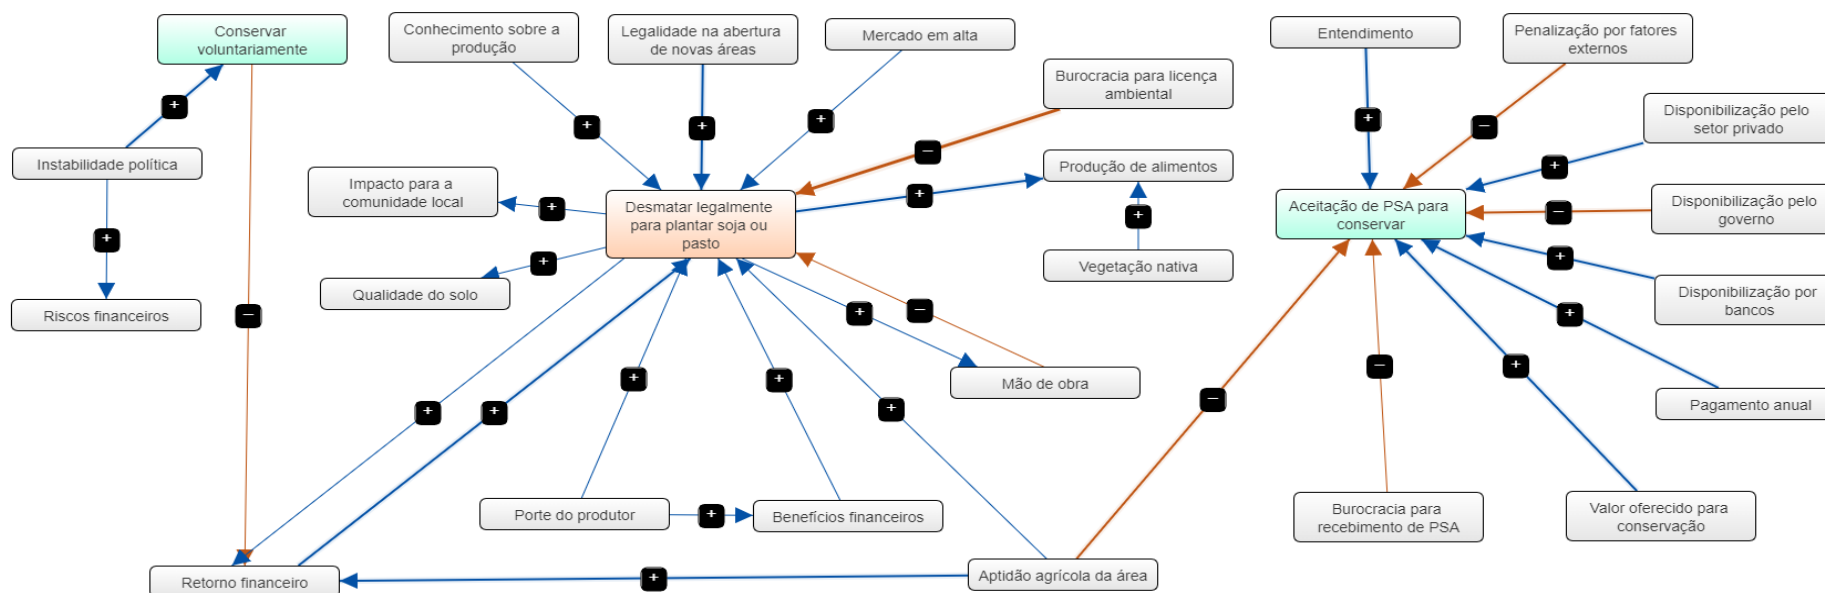 Conservar
voluntariamente
Conhecimento sobre a
produção
Legalidade na abertura
de novas áreas
Mercado em alta
Entendimento
Penalização por fatores
externos
Burocracia para licença
ambiental
Disponibilização pelo
setor privado
Instabilidade política
Impacto para a
comunidade local
Produção de alimentos
Desmatar legalmente
para plantar soja ou
pasto
Aceitação de PSA para
conservar
Disponibilização pelo
governo
Vegetação nativa
Qualidade do solo
Riscos financeiros
Disponibilização por
bancos
Mão de obra
Pagamento anual
Porte do produtor
Benefícios financeiros
Burocracia para
recebimento de PSA
Valor oferecido para
conservação
Retorno financeiro
Aptidão agrícola da área